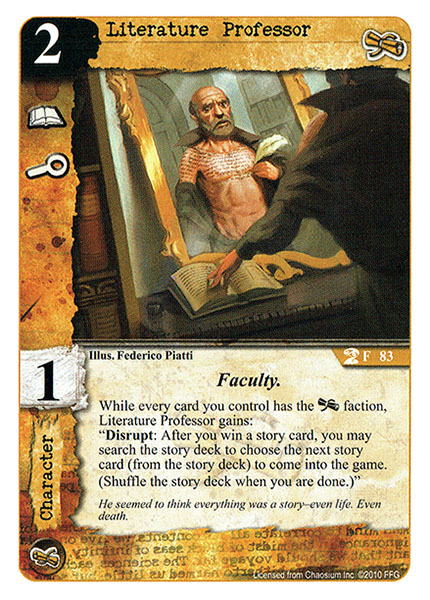 2
Literature Professor
Illus. Federico Piatti
F 83
1
Character
Faculty.
While every card you control has the faction,
Literature Professor gains:
“Disrupt: After you win a story card, you may
search the story deck to choose the next story
card (from the story deck) to come into the game.
(Shuffle the story deck when you are done.)”
He seemed to think everything was a story–even life. Even
death.
Licensed from Chaosium Inc. ©2010 FFG